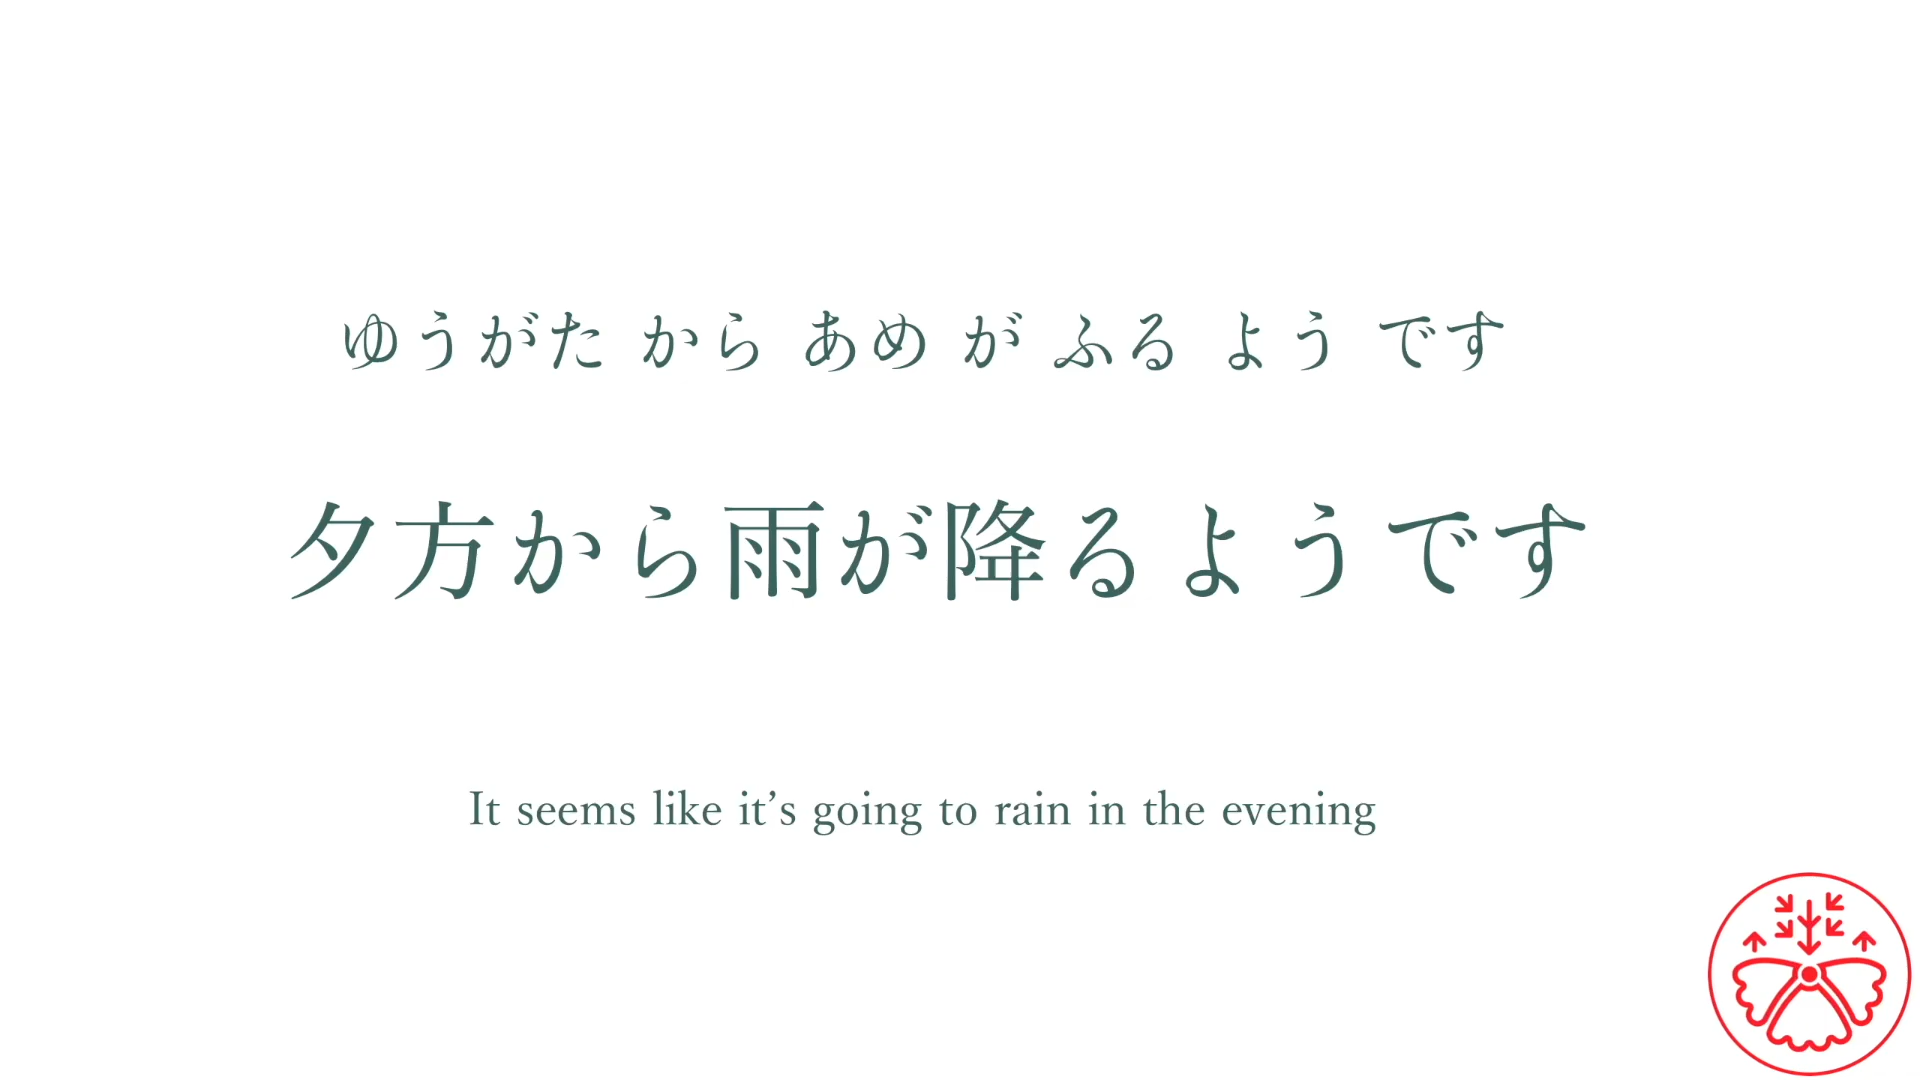 ゆうがた から あめ が ふる よう です
夕方から雨が降るようです
It seems like it’s going to rain in the evening